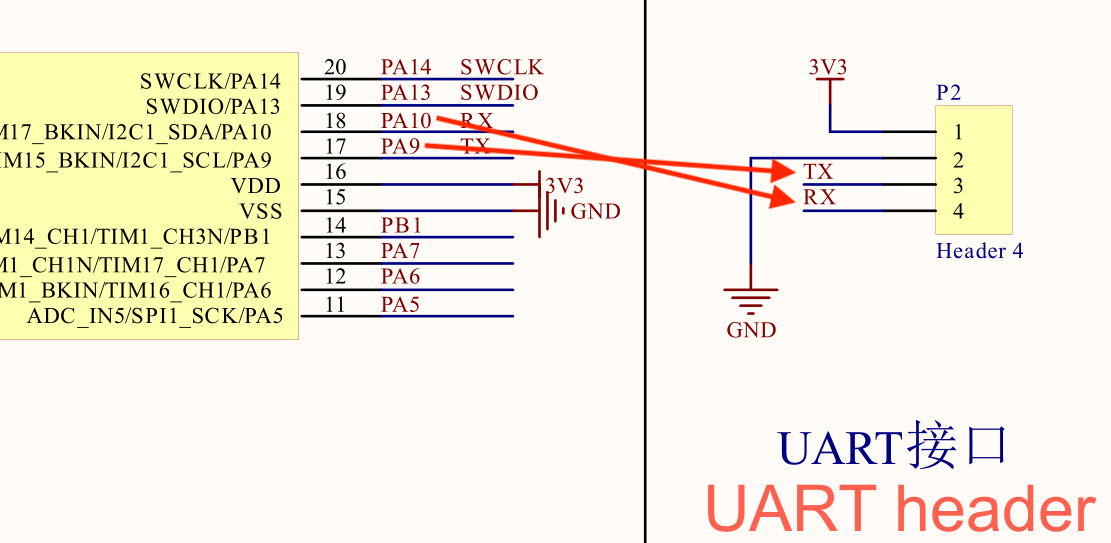 SWCLK/PA14 20 PA14 SWCLK
SWDIO/PA13 19 PA13 SWDIO
M17_BKIN/I2C1_SDA/PA10 18 PA10 RX
IM15_BKIN/I2C1_SCL/PA9 17 PA9 TX
VDD 16 3V3
VSS 15 GND
M14_CH1/TIM1_CH3N/PB1 14 PB1
M1_CH1N/TIM17_CH1/PA7 13 PA7
M1_BKIN/TIM16_CH1/PA6 12 PA6
ADC_IN5/SPI1_SCK/PA5 11 PA5
3V3
P2
1
2
TX 3
RX 4
Header 4
GND
UART接口
UART header